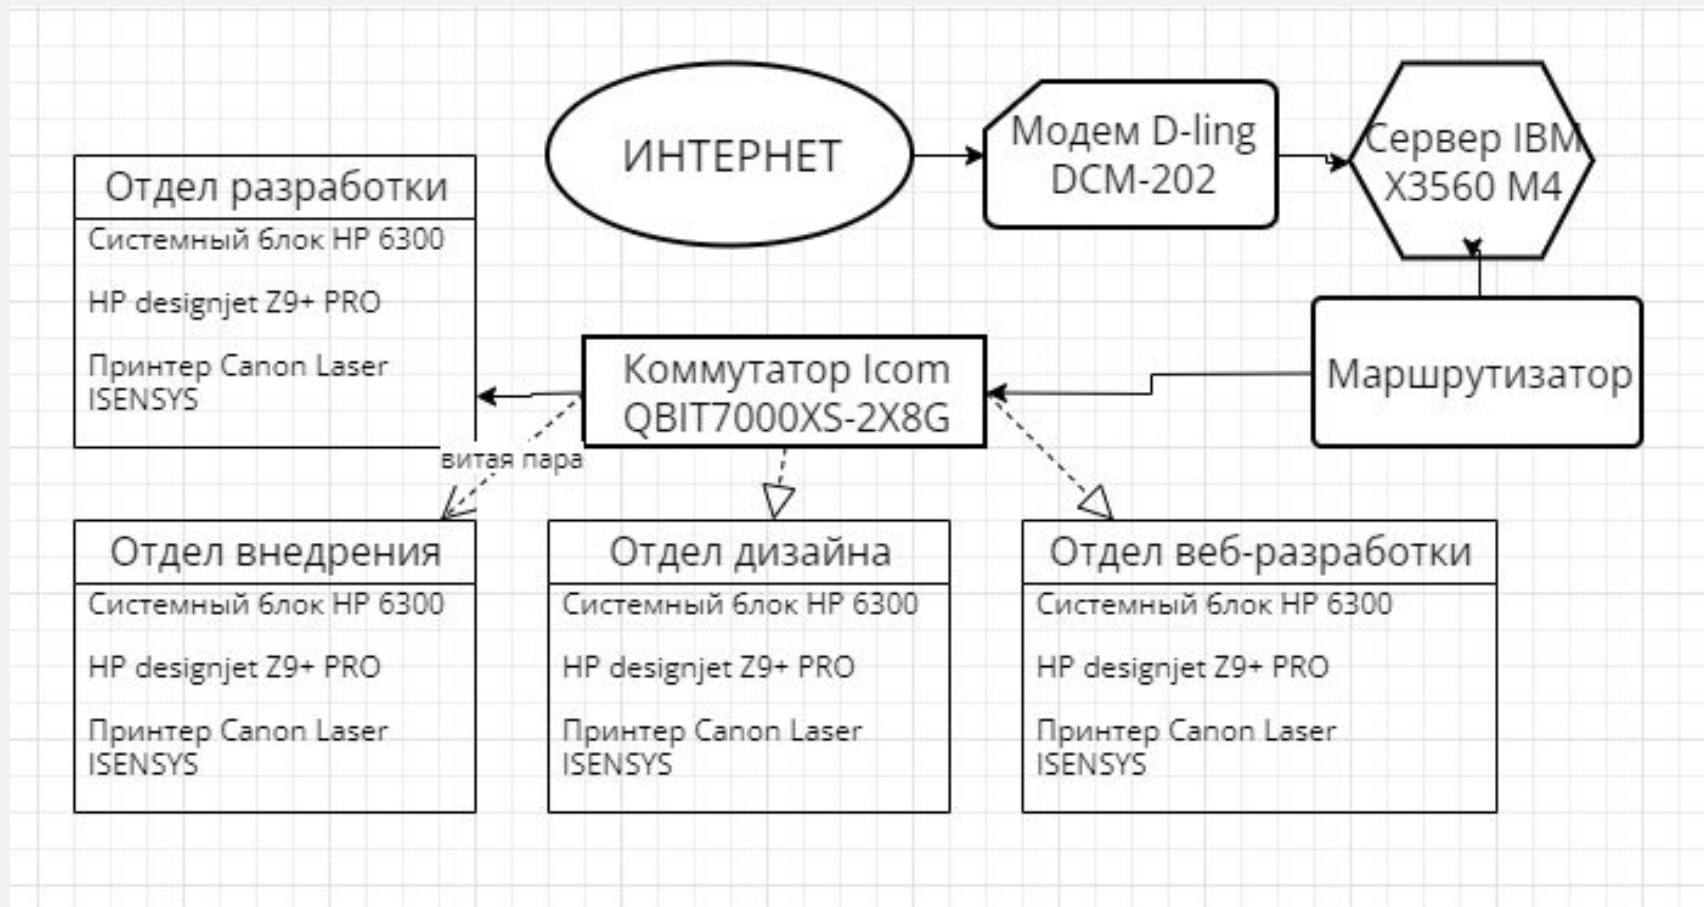 ИНТЕРНЕТ
Модем D-ling
DCM-202
Сервер IBM
X3560 M4
Отдел разработки
Системный блок HP 6300
HP designjet Z9+ PRO
Принтер Canon Laser
ISENSYS
Коммутатор Icom
QBIT7000XS-2X8G
Маршрутизатор
витая пара
Отдел внедрения
Системный блок HP 6300
HP designjet Z9+ PRO
Принтер Canon Laser
ISENSYS
Отдел дизайна
Системный блок HP 6300
HP designjet Z9+ PRO
Принтер Canon Laser
ISENSYS
Отдел веб-разработки
Системный блок HP 6300
HP designjet Z9+ PRO
Принтер Canon Laser
ISENSYS